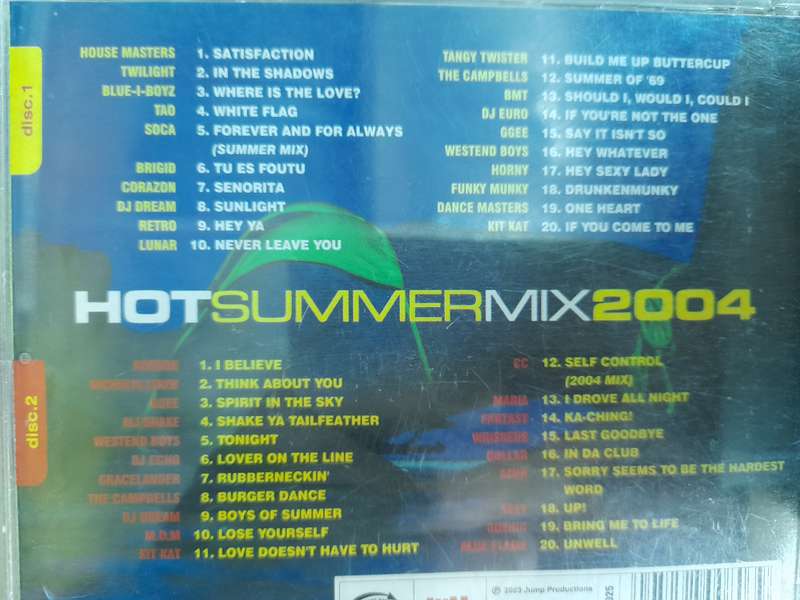 disc.1
HOUSE MASTERS 1. SATISFACTION
TWILIGHT 2. IN THE SHADOWS
BLUE-I-BOYZ 3. WHERE IS THE LOVE?
TAO 4. WHITE FLAG
SOCA 5. FOREVER AND FOR ALWAYS
(SUMMER MIX)
BRIGID 6. TU ES FOUTU
CORAZON 7. SENORITA
DJ DREAM 8. SUNLIGHT
RETRO 9. HEY YA
LUNAR 10. NEVER LEAVE YOU
TANGY TWISTER 11. BUILD ME UP BUTTERCUP
THE CAMPBELLS 12. SUMMER OF '69
BMT 13. SHOULD I, WOULD I, COULD I
DJ EURO 14. IF YOU'RE NOT THE ONE
GGEE 15. SAY IT ISN'T SO
WESTEND BOYS 16. HEY WHATEVER
HORNY 17. HEY SEXY LADY
FUNKY MUNKY 18. DRUNKENMUNKY
DANCE MASTERS 19. ONE HEART
KIT KAT 20. IF YOU COME TO ME
HOTSUMMERMIX2004
disc.2
1. I BELIEVE
2. THINK ABOUT YOU
3. SPIRIT IN THE SKY
4. SHAKE YA TAILFEATHER
WESTEND BOYS 5. TONIGHT
DJ ECHO 6. LOVER ON THE LINE
GRACELANDER 7. RUBBERNECKIN'
THE CAMPBELLS 8. BURGER DANCE
DJ DREAM 9. BOYS OF SUMMER
M.D.M 10. LOSE YOURSELF
KIT KAT 11. LOVE DOESN'T HAVE TO HURT
CC 12. SELF CONTROL
(2004 MIX)
MARIA 13. I DROVE ALL NIGHT
FANTASY 14. KA-CHING!
WHISPERS 15. LAST GOODBYE
DOLLAR 16. IN DA CLUB
17. SORRY SEEMS TO BE THE HARDEST
WORD
18. UP!
19. BRING ME TO LIFE
BLUE FLAME 20. UNWELL
℗ 2003 Jump Productions